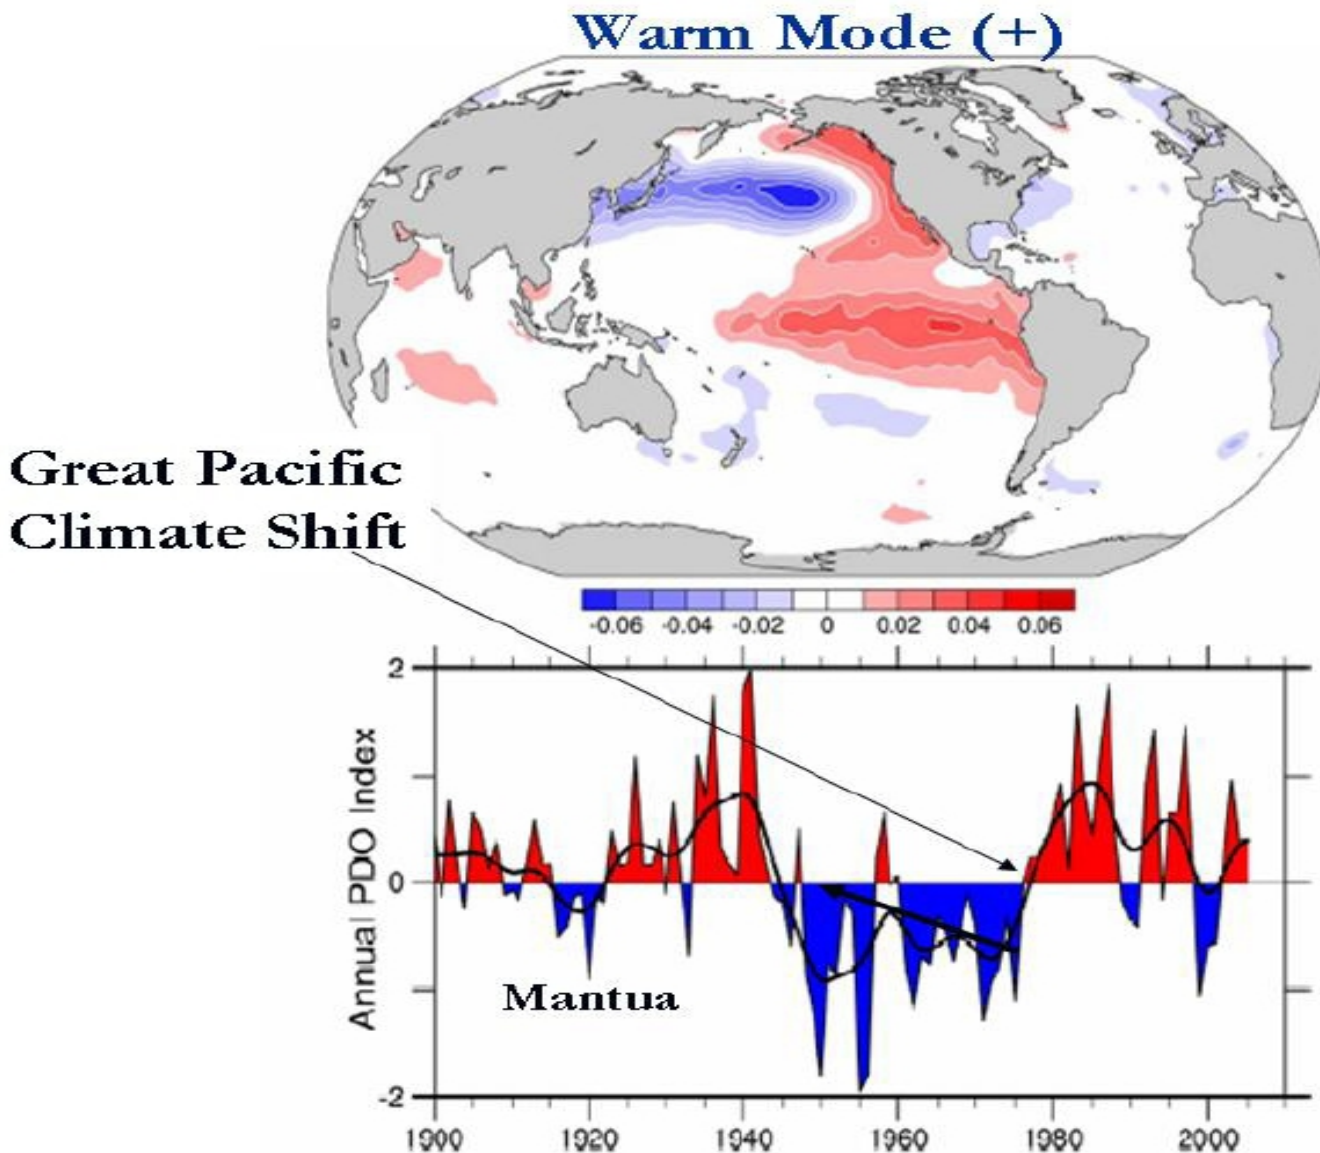 Warm Mode (+)
Great Pacific
Climate Shift
-0.06 -0.04 -0.02 0 0.02 0.04 0.06
2
0
-2
Annual PDO Index
Mantua
1900 1920 1940 1960 1980 2000